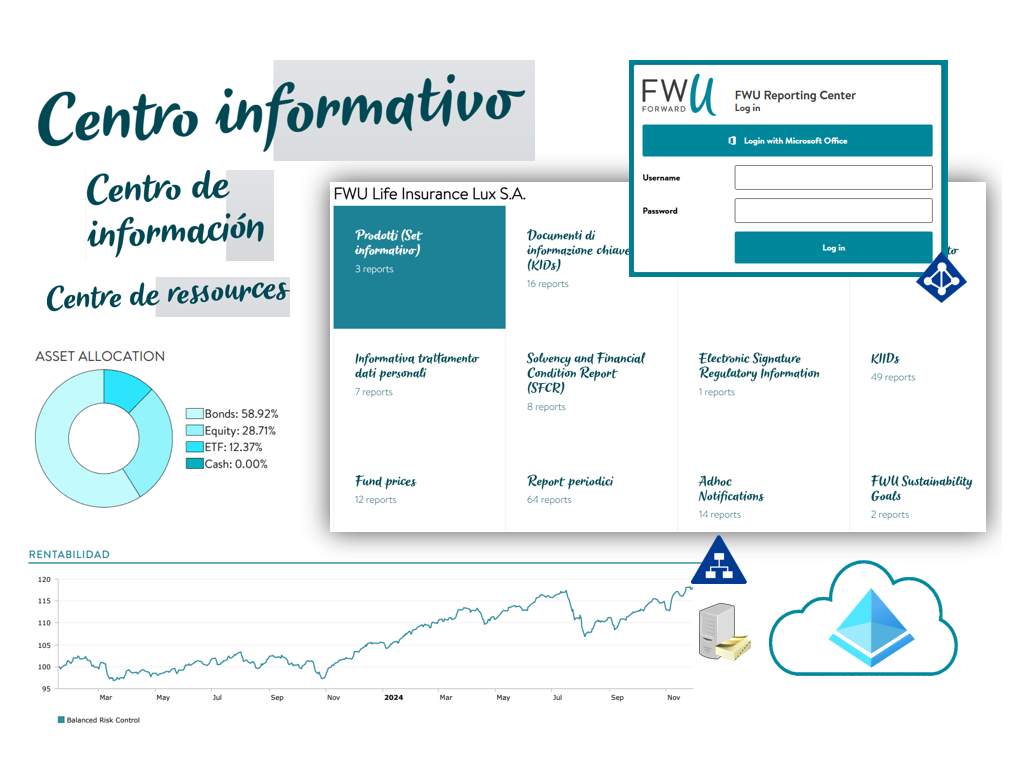 Centro informativo
Centro de
información
Centre de ressources
FWU
FORWARD
FWU Reporting Center
Log in
Login with Microsoft Office
Username
Password
Log in
FWU Life Insurance Lux S.A.
Prodotti (Set
informativo)
3 reports
Documenti di
informazione chiave
(KIDs)
16 reports
Informativa trattamento
dati personali
7 reports
Solvency and Financial
Condition Report
(SFCR)
8 reports
Electronic Signature
Regulatory Information
1 reports
KIIDs
49 reports
Fund prices
12 reports
Report periodici
64 reports
Adhoc
Notifications
14 reports
FWU Sustainability
Goals
2 reports
ASSET ALLOCATION
Bonds: 58.92%
Equity: 28.71%
ETF: 12.37%
Cash: 0.00%
RENTABILIDAD
120
115
110
105
100
95
Mar May Jul Sep Nov 2024 Mar May Jul Sep Nov
Balanced Risk Control